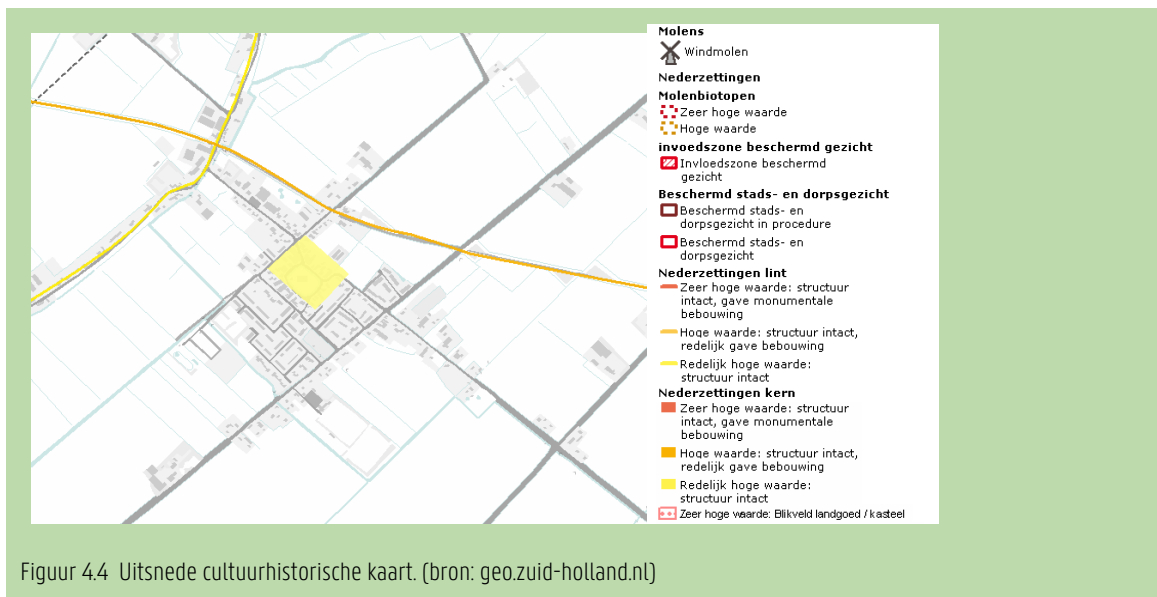 Molens
Windmolen
Nederzettingen
Molenbiotopen
Zeer hoge waarde
Hoge waarde
invoedszone beschermd gezicht
Invloedszone beschermd
gezicht
Beschermd stads- en dorpsgezicht
Beschermd stads- en
dorpsgezicht in procedure
Beschermd stads- en
dorpsgezicht
Nederzettingen lint
Zeer hoge waarde: structuur
intact, gave monumentale
bebouwing
Hoge waarde: structuur intact,
redelijk gave bebouwing
Redelijk hoge waarde:
structuur intact
Nederzettingen kern
Zeer hoge waarde: structuur
intact, gave monumentale
bebouwing
Hoge waarde: structuur intact,
redelijk gave bebouwing
Redelijk hoge waarde:
structuur intact
Zeer hoge waarde: Blikveld landgoed / kasteel
Figuur 4.4 Uitsnede cultuurhistorische kaart. (bron: geo.zuid-holland.nl)